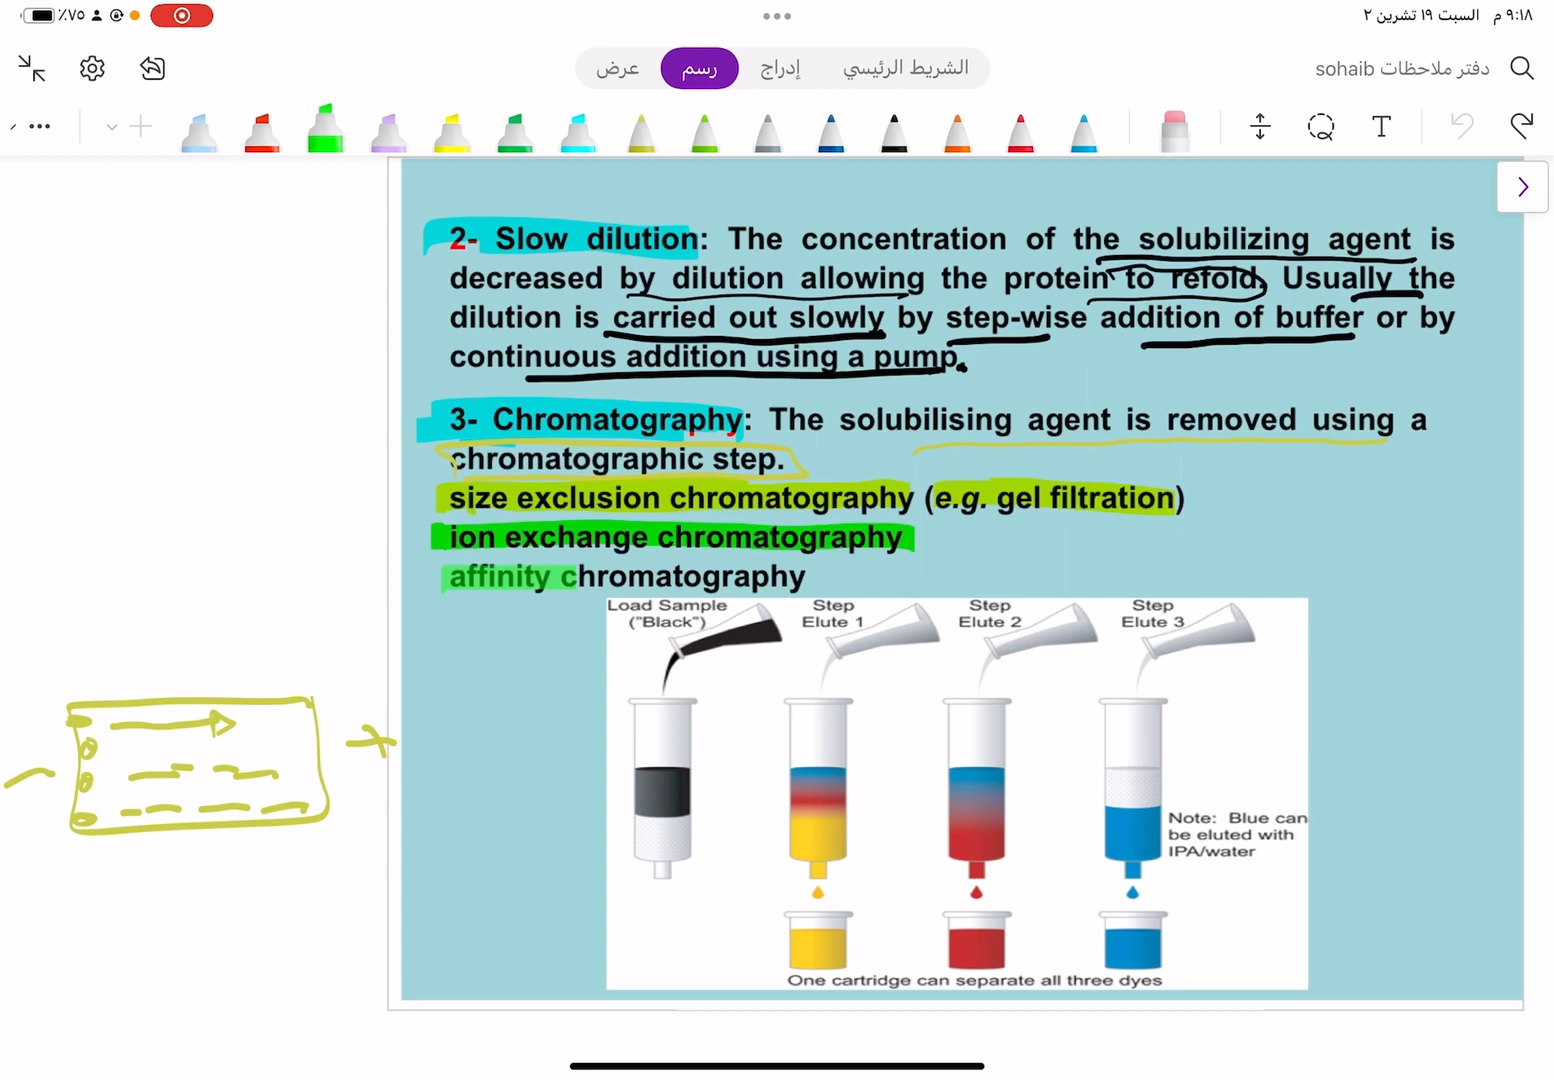 ٪٧٥
٩:١٨ م السبت ١٩ تشرين ٢
دفتر ملاحظات sohaib
الشريط الرئيسي
إدراج
رسم
عرض
T
2- Slow dilution: The concentration of the solubilizing agent is
decreased by dilution allowing the protein to refold. Usually the
dilution is carried out slowly by step-wise addition of buffer or by
continuous addition using a pump.
3- Chromatography: The solubilising agent is removed using a
chromatographic step.
size exclusion chromatography (e.g. gel filtration)
ion exchange chromatography
affinity chromatography
Load Sample
("Black")
Step
Elute 1
Step
Elute 2
Step
Elute 3
Note: Blue can
be eluted with
IPA/water
One cartridge can separate all three dyes
- +